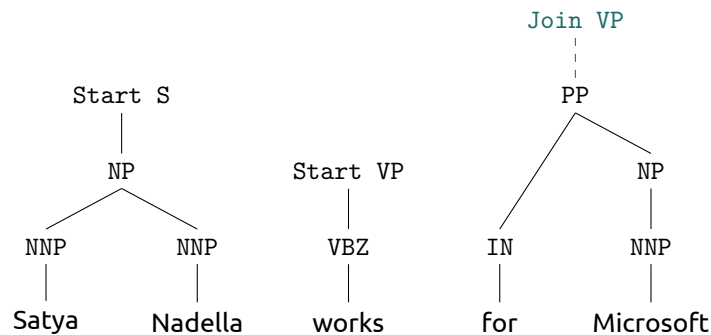 Join VP
Start S PP
NP Start VP NP
NNP NNP VBZ IN NNP
Satya Nadella works for Microsoft